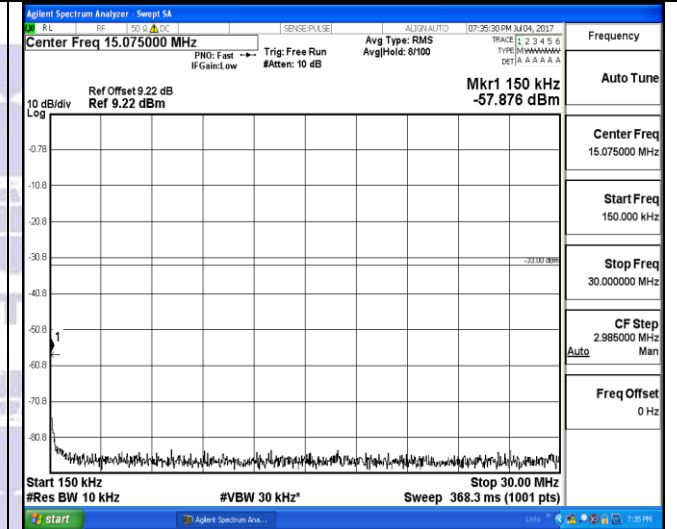 Agilent Spectrum Analyzer - Swept SA
RL RF 50 Ω DC SENSE:PULSE ALIGN AUTO 07:35:30 PM Jul 04, 2017
Center Freq 15.075000 MHz
PNO: Fast
IFGain:Low
Trig: Free Run
#Atten: 10 dB
Avg Type: RMS
Avg|Hold: 8/100
TRACE 1 2 3 4 5 6
TYPE MWWWWW
DET A A A A A A
Mkr1 150 kHz
-57.876 dBm
Ref Offset 9.22 dB
10 dB/div Ref 9.22 dBm
Log
-0.78
-10.8
-20.8
-30.8
-33.00 dBm
-40.8
-50.8
1
-60.8
-70.8
-80.8
Start 150 kHz Stop 30.00 MHz
#Res BW 10 kHz #VBW 30 kHz* Sweep 368.3 ms (1001 pts)
Frequency
Auto Tune
Center Freq
15.075000 MHz
Start Freq
150.000 kHz
Stop Freq
30.000000 MHz
CF Step
2.985000 MHz
Auto Man
Freq Offset
0 Hz
start Agilent Spectrum Ana... Links » 7:35 PM